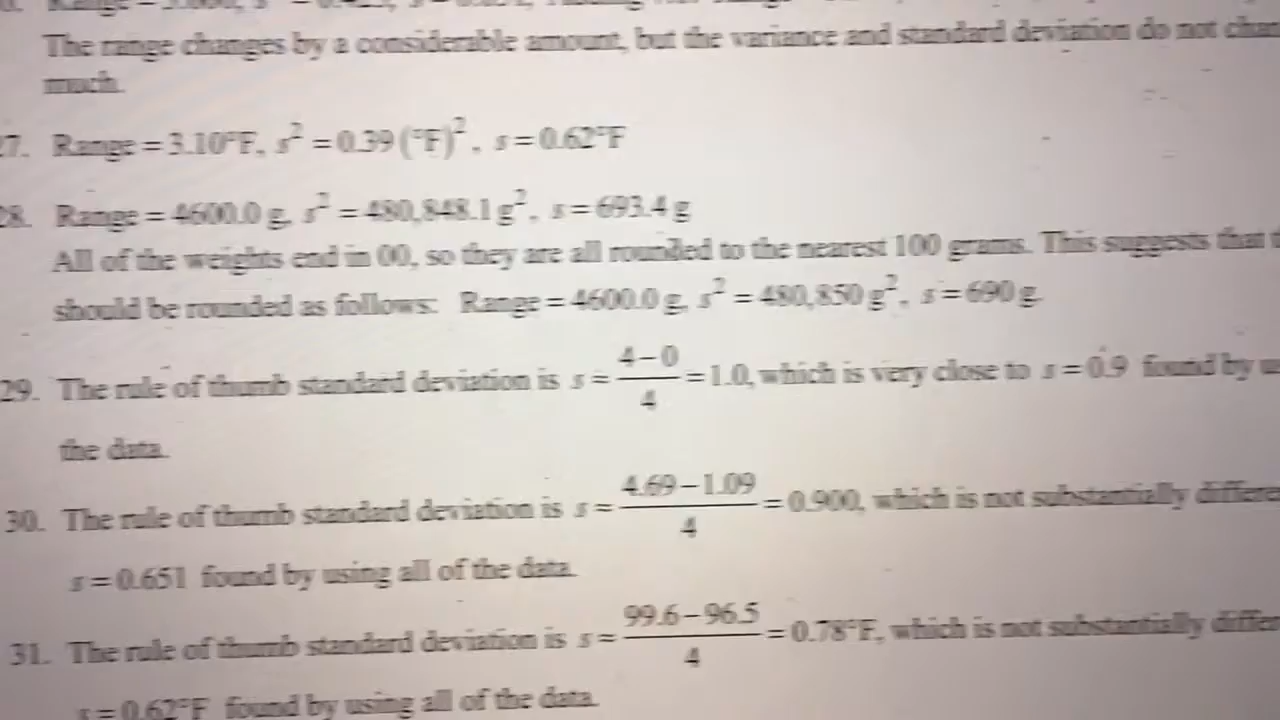 The range changes by a considerable amount, but the variance and standard deviation do not
much.
27. Range = 3.10°F, s² = 0.39 (°F)², s = 0.62°F
28. Range = 4600.0 g, s² = 480,848.1 g², s = 693.4 g
All of the weights end in 00, so they are all rounded to the nearest 100 grams. This suggests that
should be rounded as follows: Range = 4600.0 g, s² = 480,850 g², s = 690 g
29. The rule of thumb standard deviation is s ≈ (4 − 0)/4 = 1.0, which is very close to s = 0.9 found by
the data.
30. The rule of thumb standard deviation is s ≈ (4.69 − 1.09)/4 = 0.900, which is not substantially
s = 0.651 found by using all of the data.
31. The rule of thumb standard deviation is s ≈ (99.6 − 96.5)/4 = 0.78°F, which is not substantially
s = 0.62°F found by using all of the data.